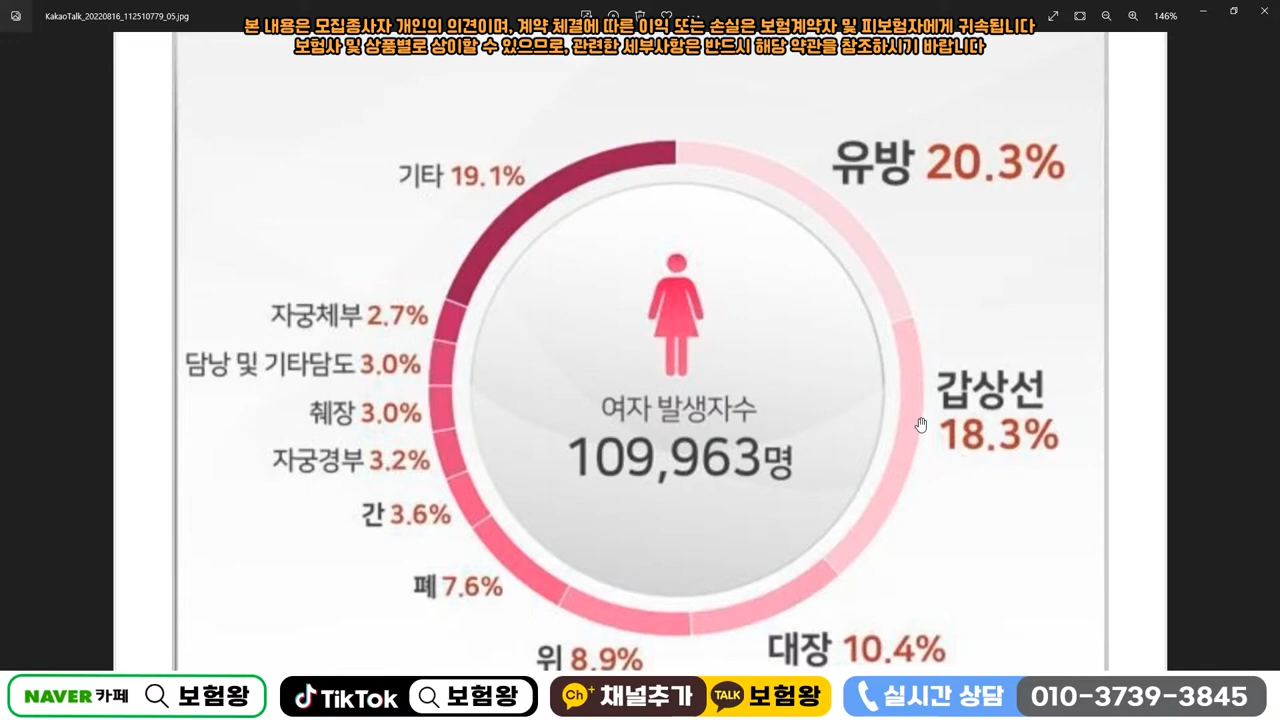 KakaoTalk_20220816_112510779_05.jpg
146%
본 내용은 모집종사자 개인의 의견이며, 계약 체결에 따른 이익 또는 손실은 보험계약자 및 피보험자에게 귀속됩니다
보험사 및 상품별로 상이할 수 있으므로, 관련한 세부사항은 반드시 해당 약관을 참조하시기 바랍니다
유방 20.3%
기타 19.1%
자궁체부 2.7%
담낭 및 기타담도 3.0%
췌장 3.0%
자궁경부 3.2%
간 3.6%
폐 7.6%
위 8.9%
대장 10.4%
갑상선
18.3%
여자 발생자수
109,963명
NAVER 카페 보험왕
TikTok 보험왕
Ch+ 채널추가 TALK 보험왕
실시간 상담 010-3739-3845